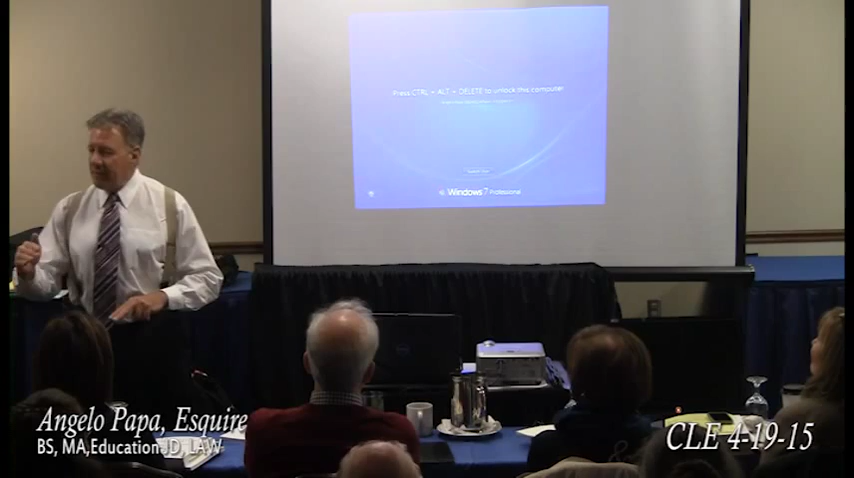 Press CTRL + ALT + DELETE to unlock this computer
Windows 7 Professional
Angelo Papa, Esquire
BS, MA,Education JD, LAW
CLE 4-19-15